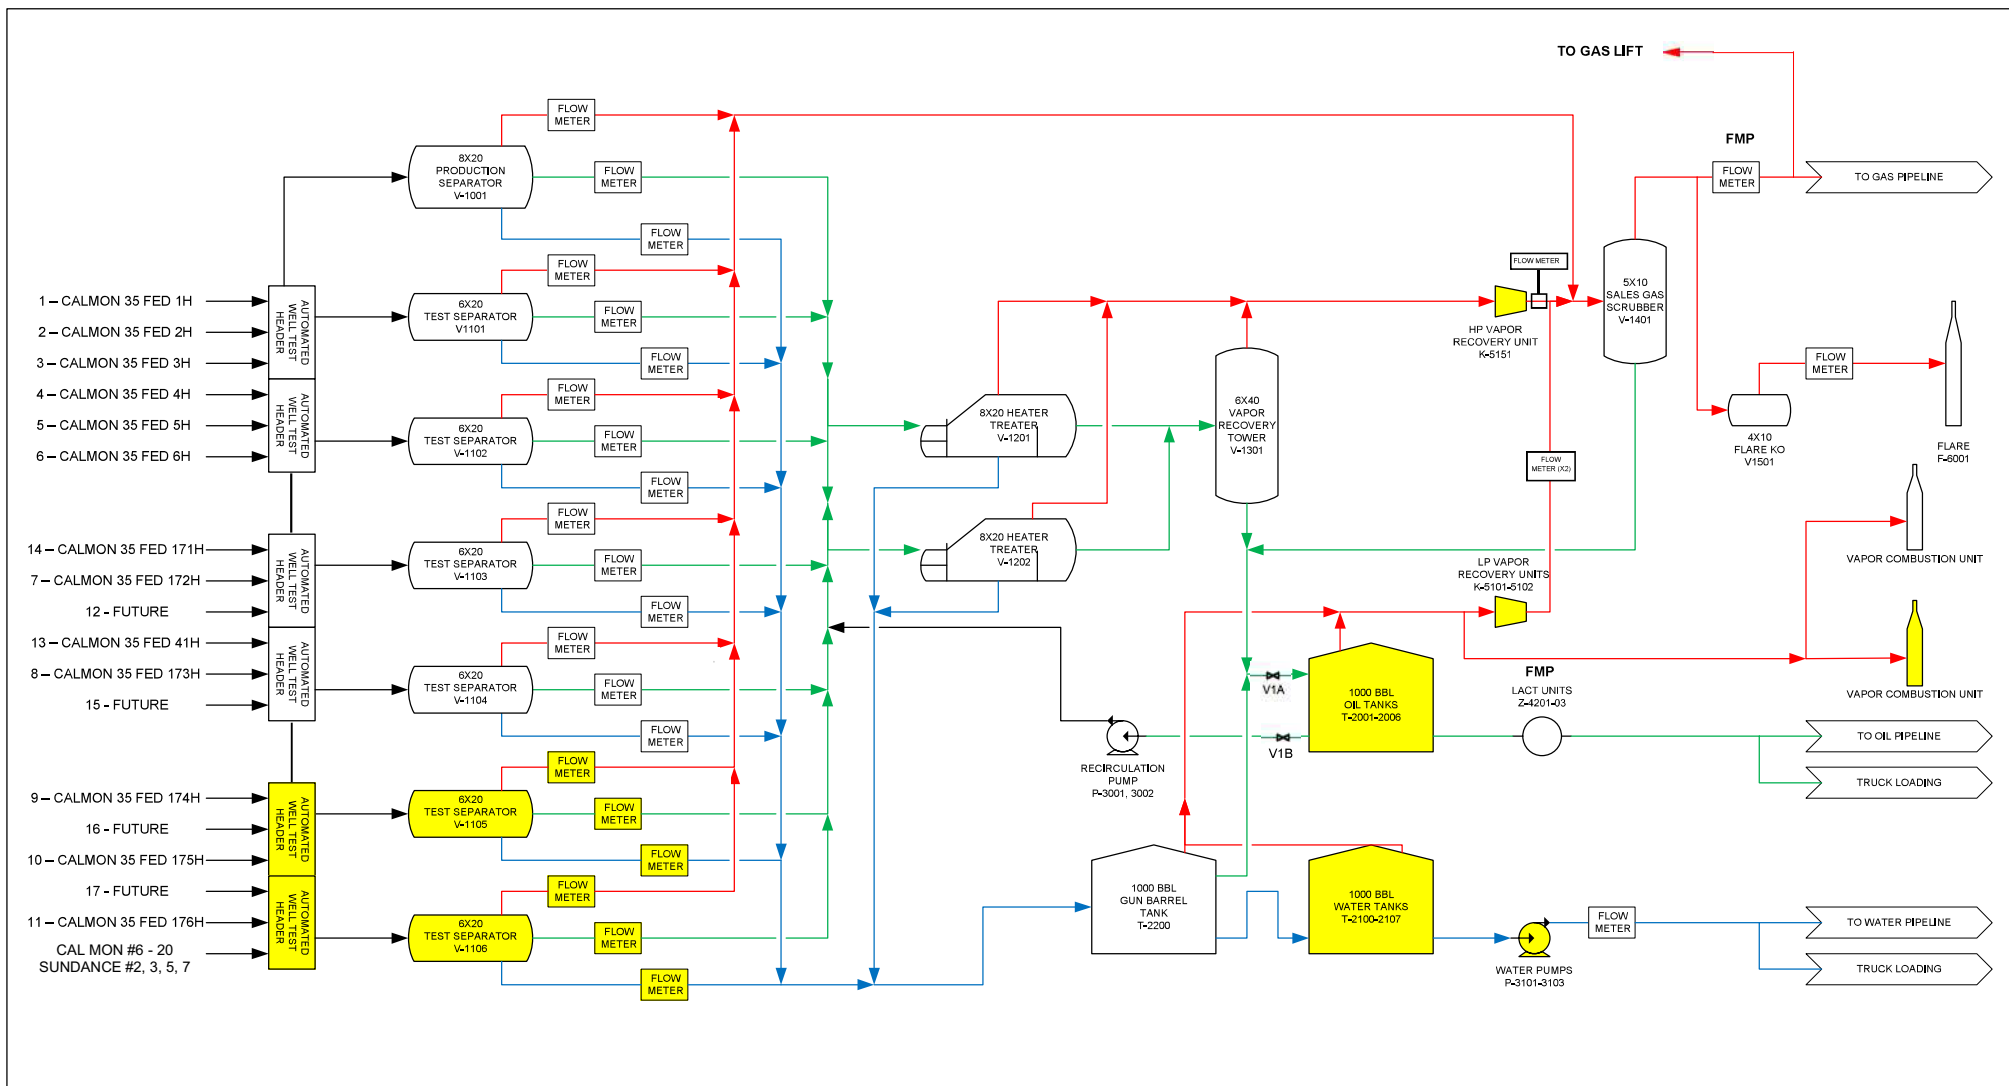 TO GAS LIFT
FMP
FLOW
METER
TO GAS PIPELINE
FLOW
METER
8X20
PRODUCTION
SEPARATOR
V-1001
FLOW
METER
FLOW
METER
1 – CALMON 35 FED 1H
2 – CALMON 35 FED 2H
3 – CALMON 35 FED 3H
4 – CALMON 35 FED 4H
5 – CALMON 35 FED 5H
6 – CALMON 35 FED 6H
14 – CALMON 35 FED 171H
7 – CALMON 35 FED 172H
12 - FUTURE
13 – CALMON 35 FED 41H
8 – CALMON 35 FED 173H
15 - FUTURE
9 – CALMON 35 FED 174H
16 - FUTURE
10 – CALMON 35 FED 175H
17 - FUTURE
11 – CALMON 35 FED 176H
CAL MON #6 - 20
SUNDANCE #2, 3, 5, 7
AUTOMATED
WELL TEST
HEADER
AUTOMATED
WELL TEST
HEADER
AUTOMATED
WELL TEST
HEADER
AUTOMATED
WELL TEST
HEADER
AUTOMATED
WELL TEST
HEADER
AUTOMATED
WELL TEST
HEADER
FLOW
METER
6X20
TEST SEPARATOR
V1101
FLOW
METER
FLOW
METER
FLOW
METER
6X20
TEST SEPARATOR
V-1102
FLOW
METER
FLOW
METER
FLOW
METER
6X20
TEST SEPARATOR
V-1103
FLOW
METER
FLOW
METER
FLOW
METER
6X20
TEST SEPARATOR
V-1104
FLOW
METER
FLOW
METER
FLOW
METER
6X20
TEST SEPARATOR
V-1105
FLOW
METER
FLOW
METER
FLOW
METER
6X20
TEST SEPARATOR
V-1106
FLOW
METER
FLOW
METER
8X20 HEATER
TREATER
V-1201
8X20 HEATER
TREATER
V-1202
6X40
VAPOR
RECOVERY
TOWER
V-1301
FLOW METER
HP VAPOR
RECOVERY UNIT
K-5151
5X10
SALES GAS
SCRUBBER
V-1401
FLOW
METER
4X10
FLARE KO
V1501
FLARE
F-6001
FLOW
METER (X2)
LP VAPOR
RECOVERY UNITS
K-5101-5102
VAPOR COMBUSTION UNIT
VAPOR COMBUSTION UNIT
V1A
V1B
1000 BBL
OIL TANKS
T-2001-2006
FMP
LACT UNITS
Z-4201-03
TO OIL PIPELINE
TRUCK LOADING
RECIRCULATION
PUMP
P-3001, 3002
1000 BBL
GUN BARREL
TANK
T-2200
1000 BBL
WATER TANKS
T-2100-2107
WATER PUMPS
P-3101-3103
FLOW
METER
TO WATER PIPELINE
TRUCK LOADING